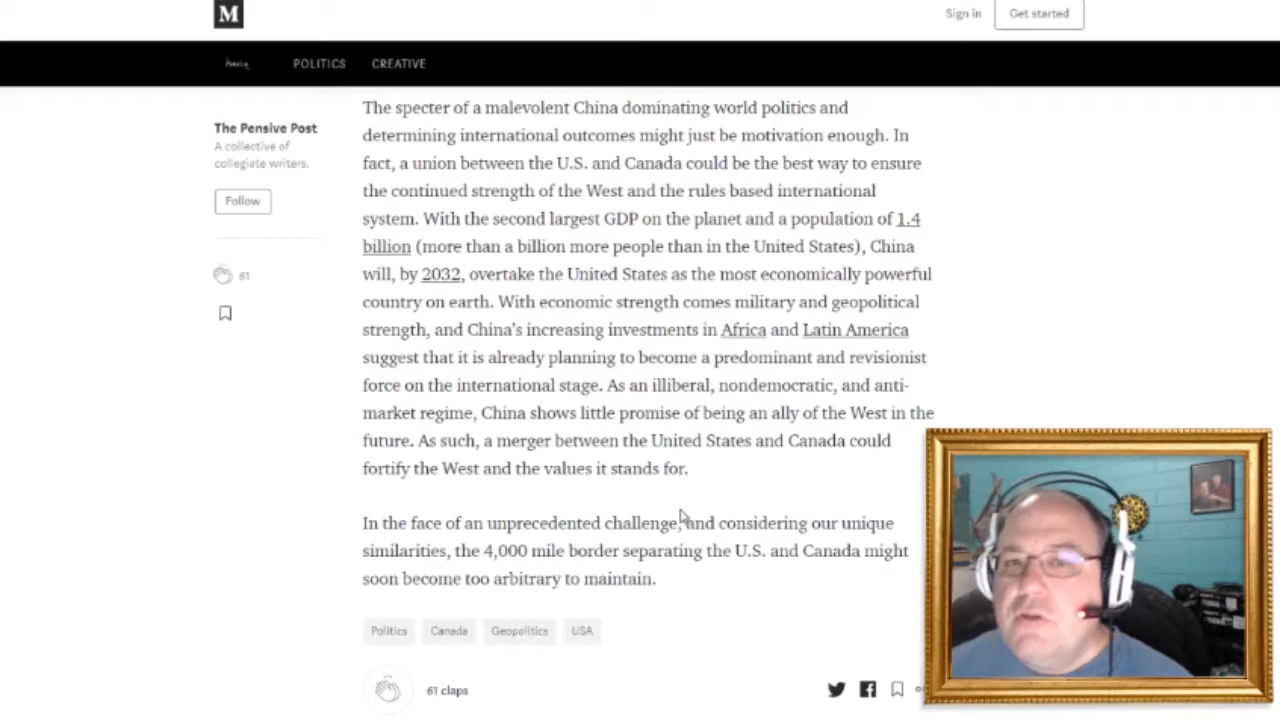 M
Sign in
Get started
POLITICS
CREATIVE
The Pensive Post
A collective of
collegiate writers.
Follow
61
The specter of a malevolent China dominating world politics and
determining international outcomes might just be motivation enough. In
fact, a union between the U.S. and Canada could be the best way to ensure
the continued strength of the West and the rules based international
system. With the second largest GDP on the planet and a population of 1.4
billion (more than a billion more people than in the United States), China
will, by 2032, overtake the United States as the most economically powerful
country on earth. With economic strength comes military and geopolitical
strength, and China's increasing investments in Africa and Latin America
suggest that it is already planning to become a predominant and revisionist
force on the international stage. As an illiberal, nondemocratic, and anti-
market regime, China shows little promise of being an ally of the West in the
future. As such, a merger between the United States and Canada could
fortify the West and the values it stands for.
In the face of an unprecedented challenge, and considering our unique
similarities, the 4,000 mile border separating the U.S. and Canada might
soon become too arbitrary to maintain.
Politics
Canada
Geopolitics
USA
61 claps